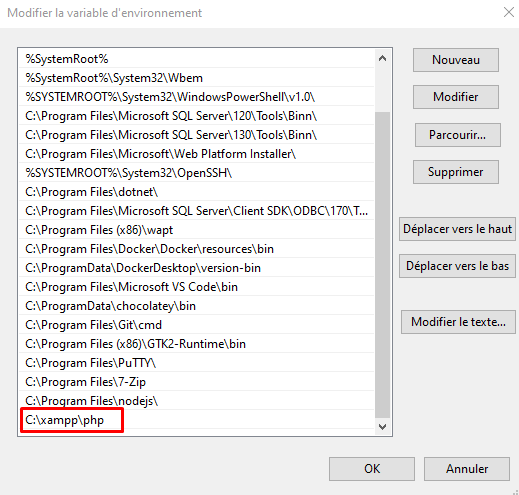 Modifier la variable d'environnement
%SystemRoot%
%SystemRoot%\System32\Wbem
%SYSTEMROOT%\System32\WindowsPowerShell\v1.0\
C:\Program Files\Microsoft SQL Server\120\Tools\Binn\
C:\Program Files\Microsoft SQL Server\130\Tools\Binn\
C:\Program Files\Microsoft\Web Platform Installer\
%SYSTEMROOT%\System32\OpenSSH\
C:\Program Files\dotnet\
C:\Program Files\Microsoft SQL Server\Client SDK\ODBC\170\T...
C:\Program Files (x86)\wapt
C:\Program Files\Docker\Docker\resources\bin
C:\ProgramData\DockerDesktop\version-bin
C:\Program Files\Microsoft VS Code\bin
C:\ProgramData\chocolatey\bin
C:\Program Files\Git\cmd
C:\Program Files (x86)\GTK2-Runtime\bin
C:\Program Files\PuTTY\
C:\Program Files\7-Zip
C:\Program Files\nodejs\
C:\xampp\php
Nouveau
Modifier
Parcourir...
Supprimer
Déplacer vers le haut
Déplacer vers le bas
Modifier le texte...
OK
Annuler